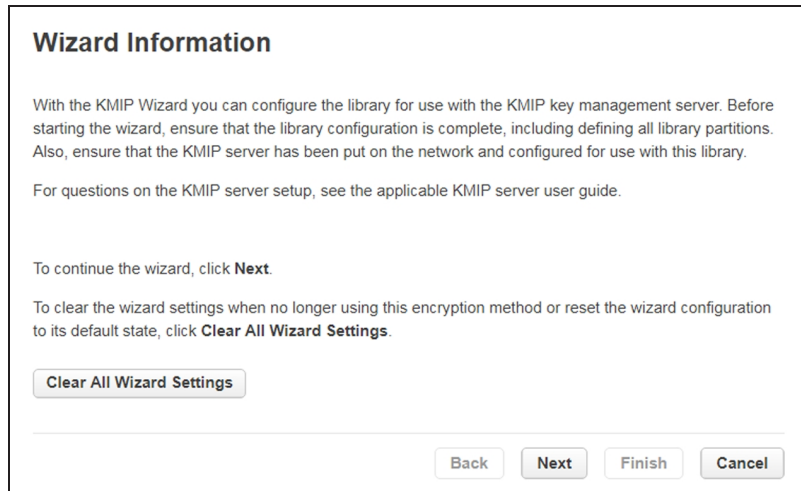 Wizard Information
With the KMIP Wizard you can configure the library for use with the KMIP key management server. Before
starting the wizard, ensure that the library configuration is complete, including defining all library partitions.
Also, ensure that the KMIP server has been put on the network and configured for use with this library.
For questions on the KMIP server setup, see the applicable KMIP server user guide.
To continue the wizard, click Next.
To clear the wizard settings when no longer using this encryption method or reset the wizard configuration
to its default state, click Clear All Wizard Settings.
Clear All Wizard Settings
Back Next Finish Cancel